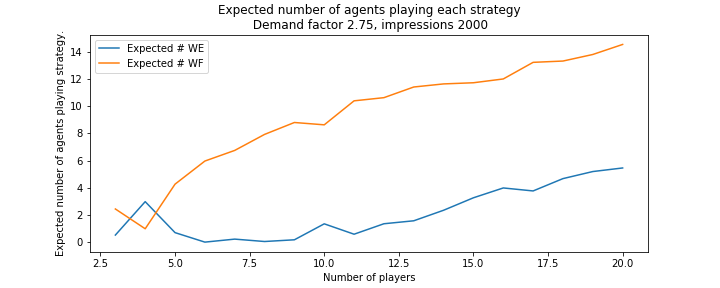 Expected number of agents playing each strategy
Demand factor 2.75, impressions 2000
Expected number of agents playing strategy.
Expected # WE
Expected # WF
14
12
10
8
6
4
2
0
2.5 5.0 7.5 10.0 12.5 15.0 17.5 20.0
Number of players